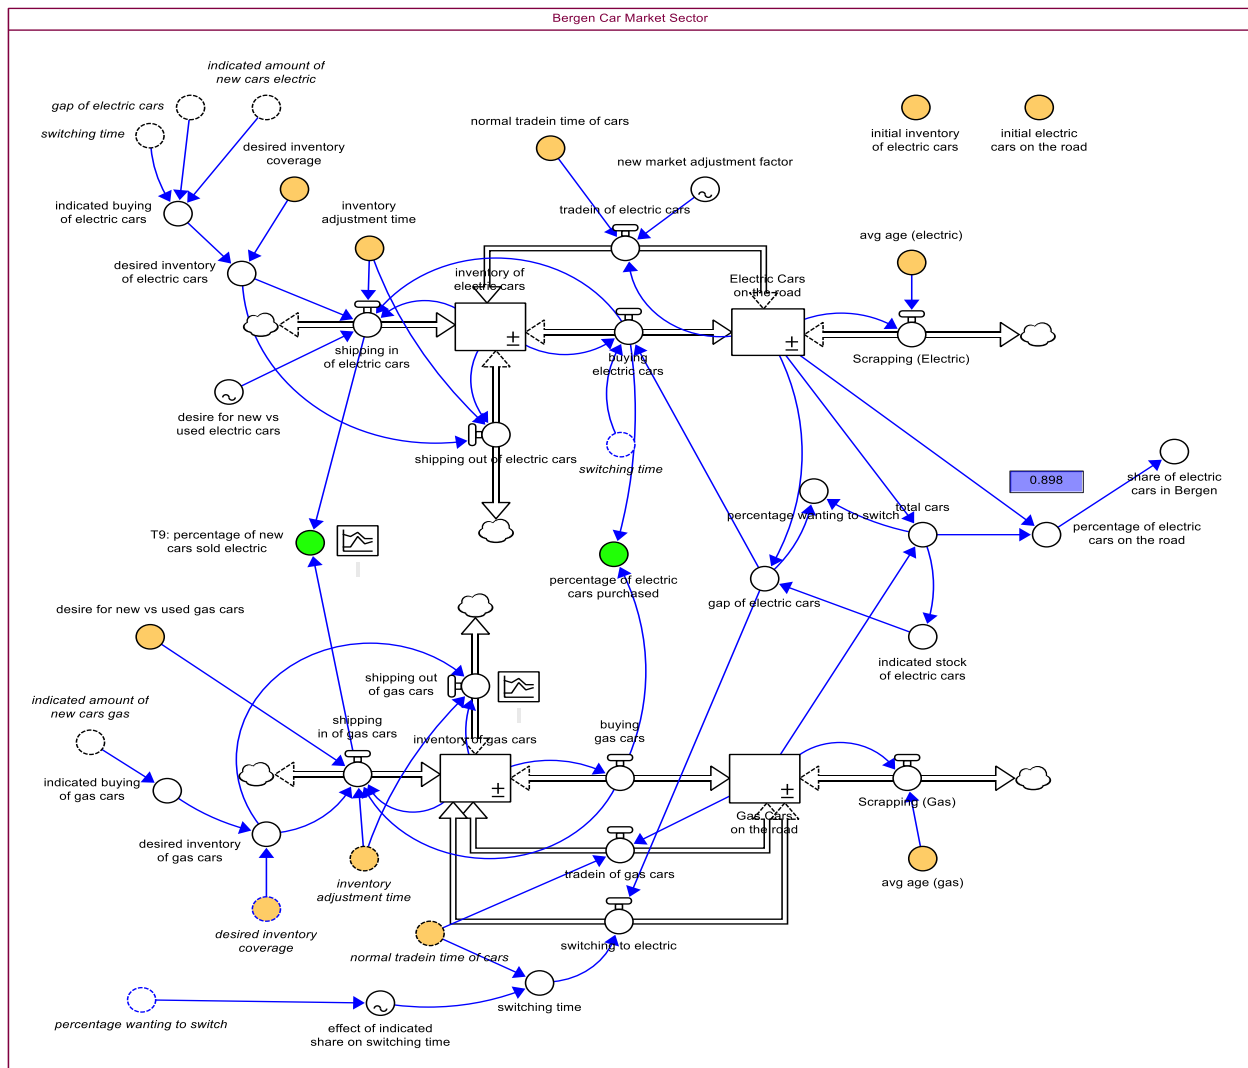 Bergen Car Market Sector
indicated amount of
new cars electric
gap of electric cars
switching time
desired inventory
coverage
normal tradein time of cars
new market adjustment factor
initial inventory
of electric cars
initial electric
cars on the road
indicated buying
of electric cars
inventory
adjustment time
tradein of electric cars
avg age (electric)
desired inventory
of electric cars
inventory of
electric cars
Electric Cars
on the road
shipping in
of electric cars
buying
electric cars
Scrapping (Electric)
desire for new vs
used electric cars
shipping out of electric cars
switching time
0.898
share of electric
cars in Bergen
percentage wanting to switch
total cars
percentage of electric
cars on the road
T9: percentage of new
cars sold electric
percentage of electric
cars purchased
gap of electric cars
desire for new vs used gas cars
indicated stock
of electric cars
shipping out
of gas cars
indicated amount of
new cars gas
shipping
in of gas cars
inventory of gas cars
buying
gas cars
indicated buying
of gas cars
Scrapping (Gas)
Gas Cars
on the road
desired inventory
of gas cars
inventory
adjustment time
tradein of gas cars
avg age (gas)
desired inventory
coverage
normal tradein time of cars
switching to electric
switching time
percentage wanting to switch
effect of indicated
share on switching time